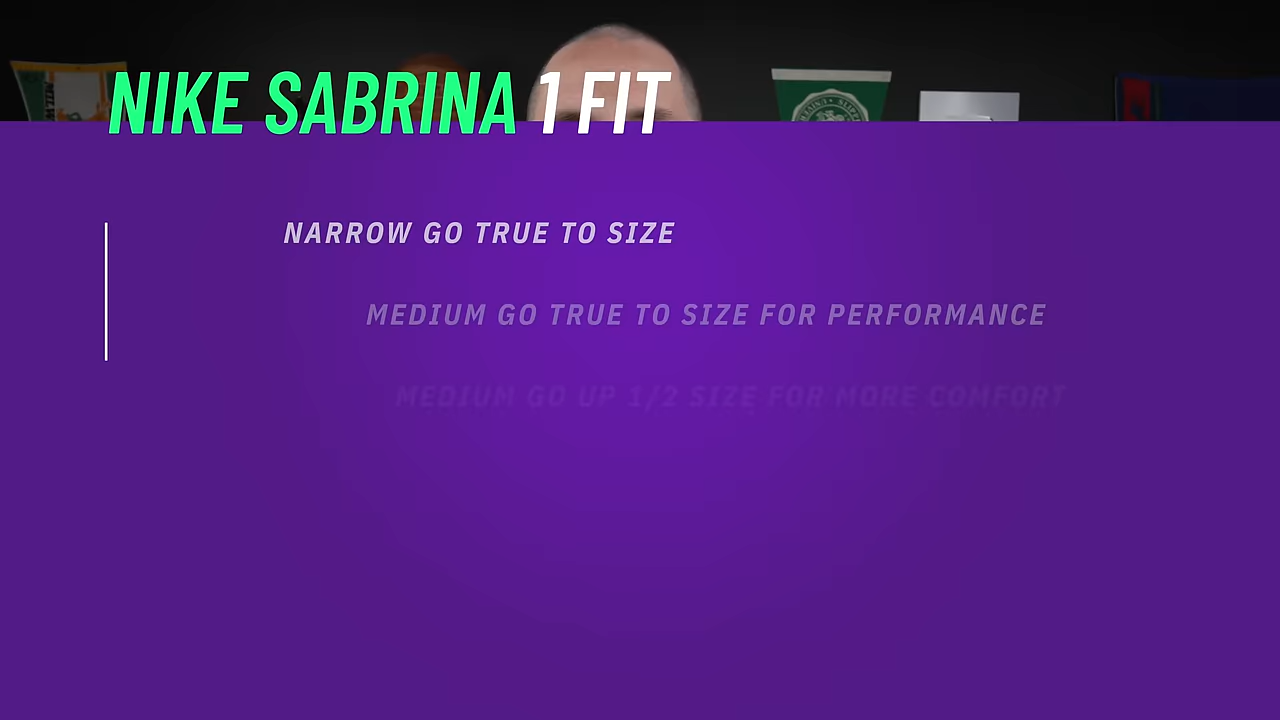 NIKE SABRINA 1 FIT
NARROW GO TRUE TO SIZE
MEDIUM GO TRUE TO SIZE FOR PERFORMANCE
MEDIUM GO UP 1/2 SIZE FOR MORE COMFORT